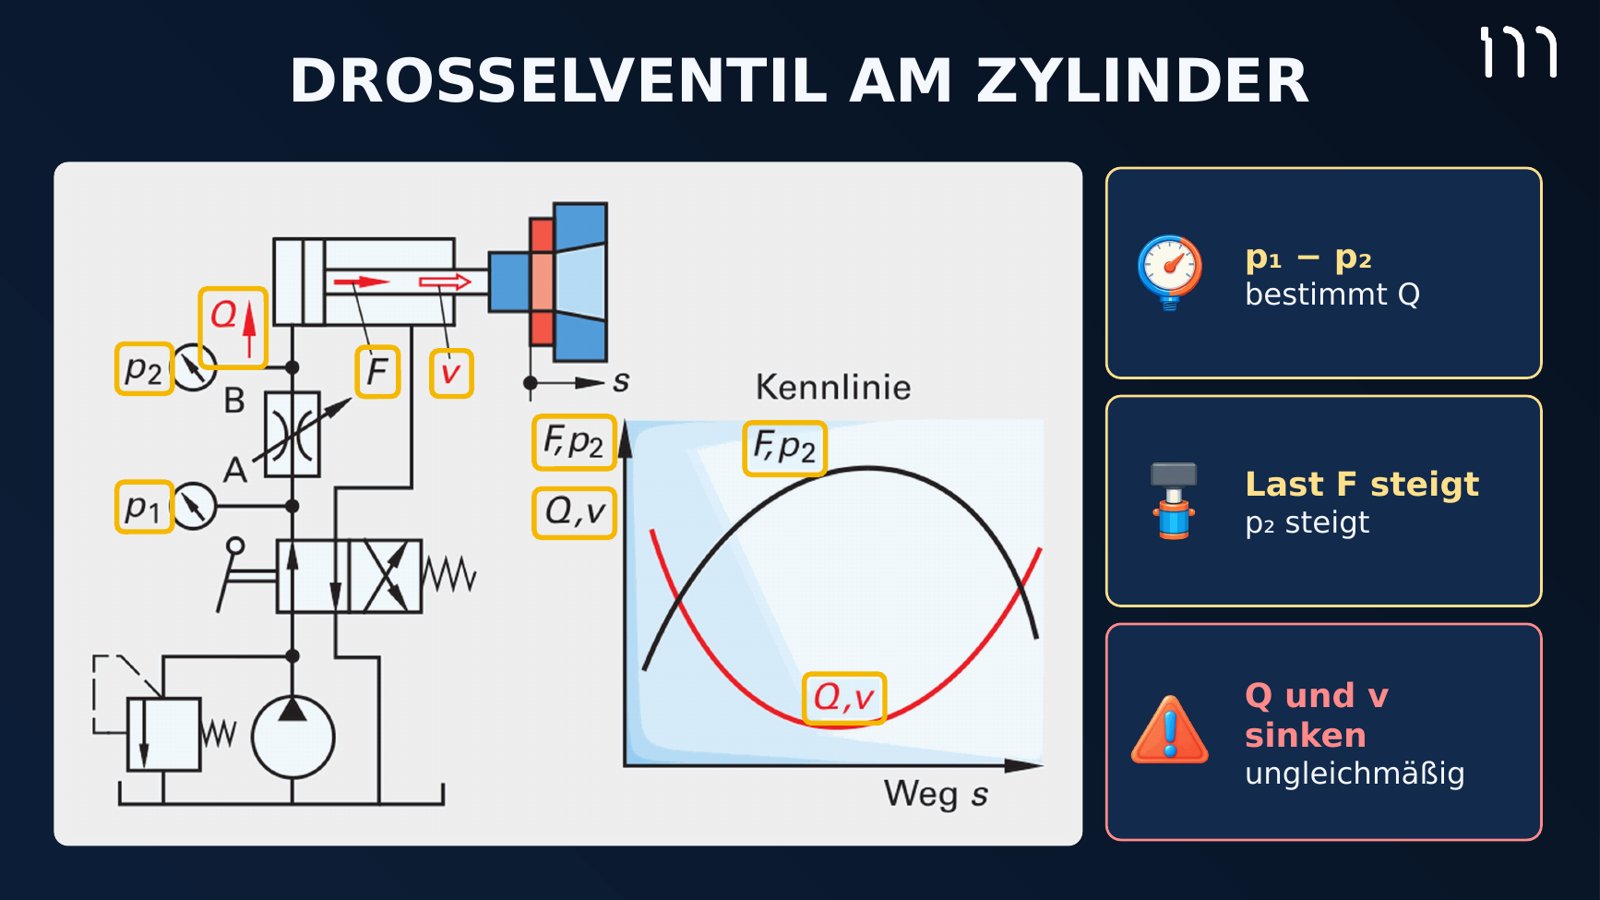 DROSSELVENTIL AM ZYLINDER
m
Q
p2
B
A
p1
F
v
s
Kennlinie
F,p2
Q,v
F,p2
Q,v
Weg s
p₁ − p₂
bestimmt Q
Last F steigt
p₂ steigt
Q und v
sinken
ungleichmäßig